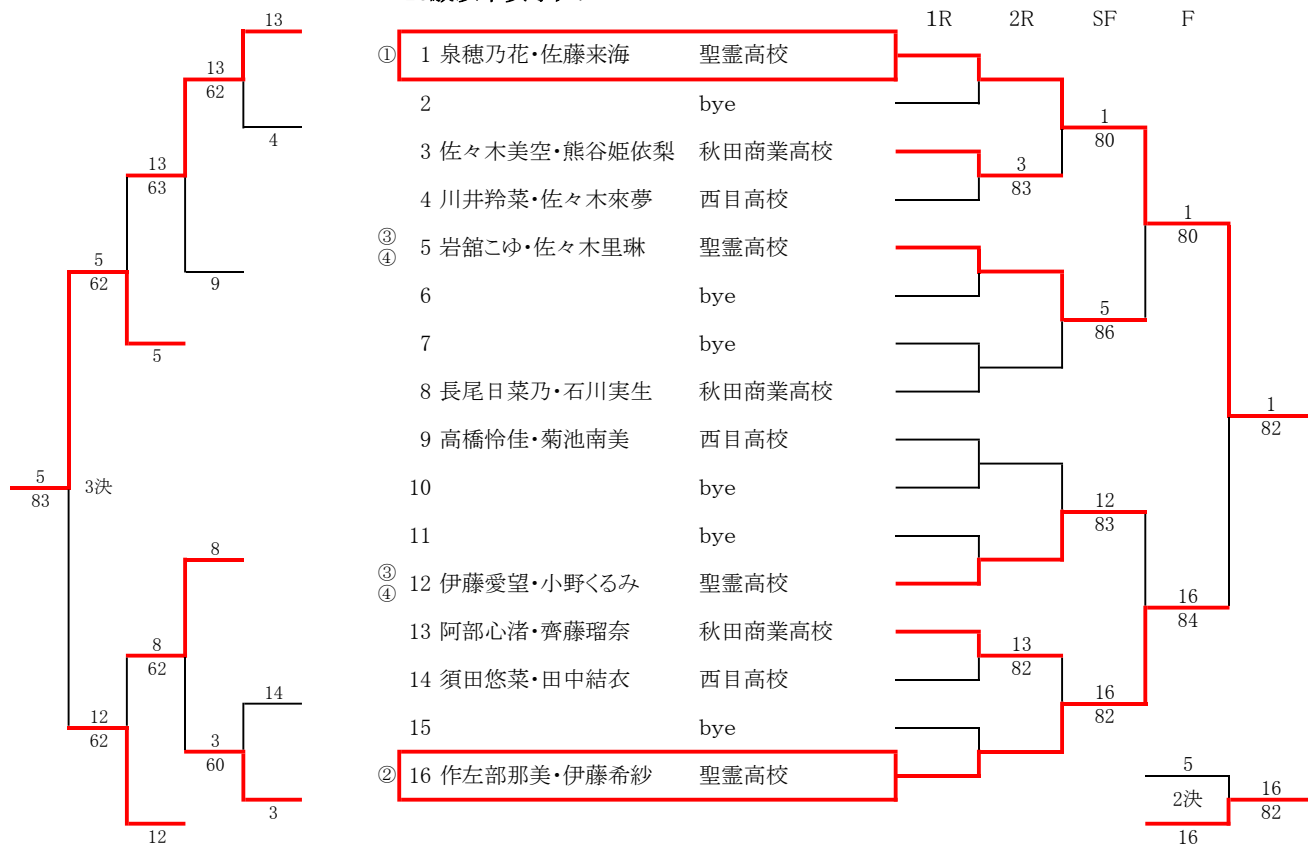 1R 2R SF F
① 1 泉穂乃花・佐藤来海 聖霊高校
2 bye
3 佐々木美空・熊谷姫依梨 秋田商業高校
4 川井羚菜・佐々木來夢 西目高校
③④ 5 岩舘こゆ・佐々木里琳 聖霊高校
6 bye
7 bye
8 長尾日菜乃・石川実生 秋田商業高校
9 高橋怜佳・菊池南美 西目高校
10 bye
11 bye
③④ 12 伊藤愛望・小野くるみ 聖霊高校
13 阿部心渚・齊藤瑠奈 秋田商業高校
14 須田悠菜・田中結衣 西目高校
15 bye
② 16 作左部那美・伊藤希紗 聖霊高校
13
13
62
4
13
63
9
5
62
5
5
83
3決
8
8
62
14
12
62
3
60
3
12
3
83
13
82
1
80
5
86
12
83
16
82
1
80
16
84
1
82
5
2決
16
16
82